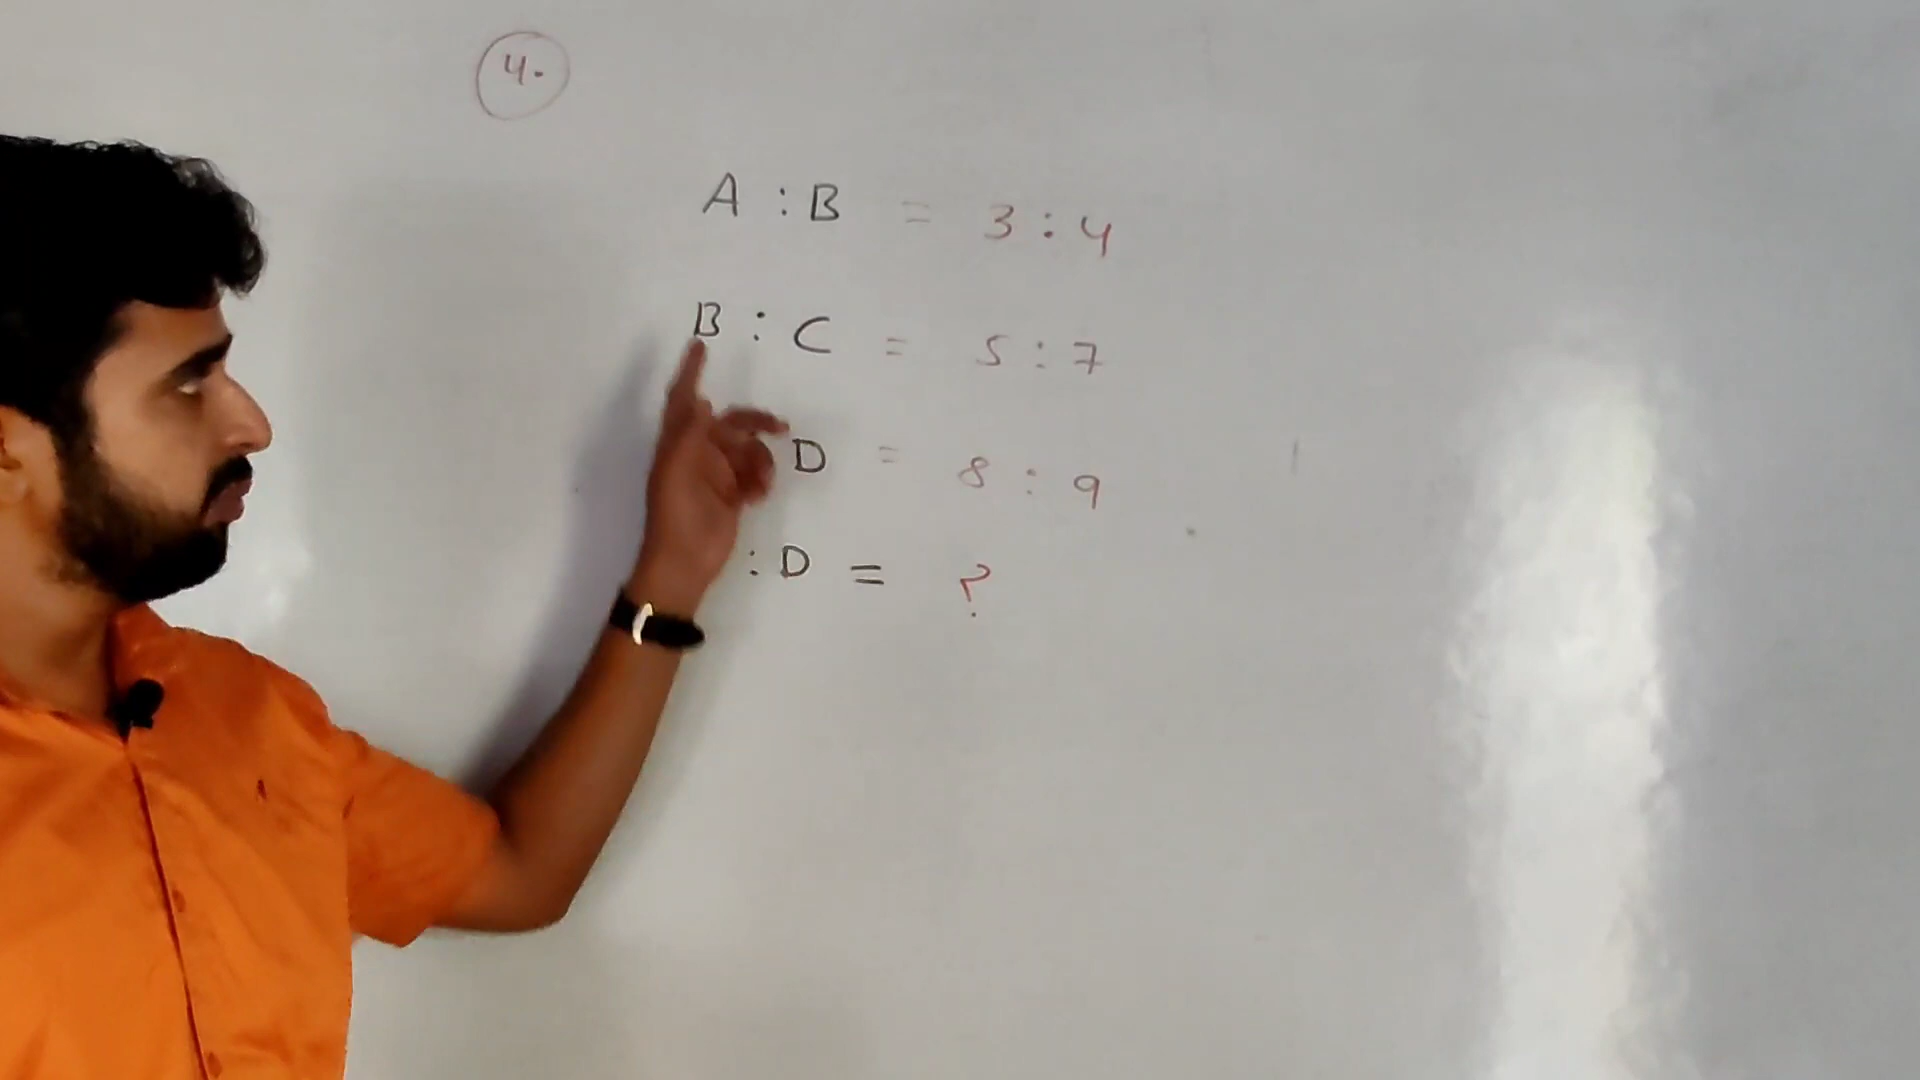 4.
A : B = 3 : 4
B : C = 5 : 7
D = 8 : 9
: D = ?